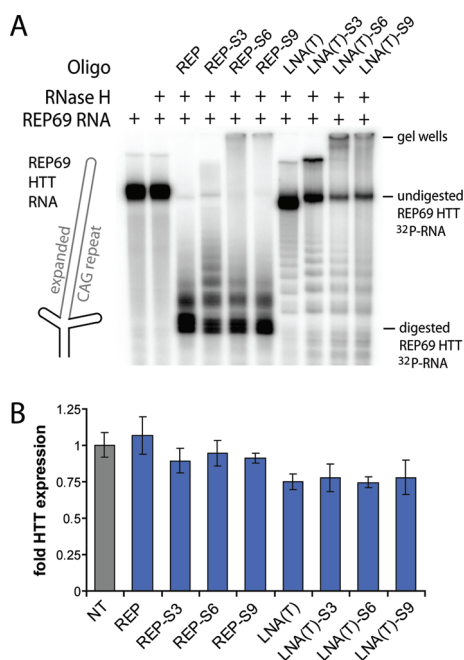 A
Oligo REP REP-S3 REP-S6 REP-S9 LNA(T) LNA(T)-S3 LNA(T)-S6 LNA(T)-S9
RNase H + + + + + + + + +
REP69 RNA + + + + + + + + + +
gel wells
REP69
HTT
RNA
undigested
REP69 HTT
³²P-RNA
expanded
CAG repeat
digested
REP69 HTT
³²P-RNA
B
fold HTT expression
1.25
1
0.75
0.5
0.25
0
NT REP REP-S3 REP-S6 REP-S9 LNA(T) LNA(T)-S3 LNA(T)-S6 LNA(T)-S9